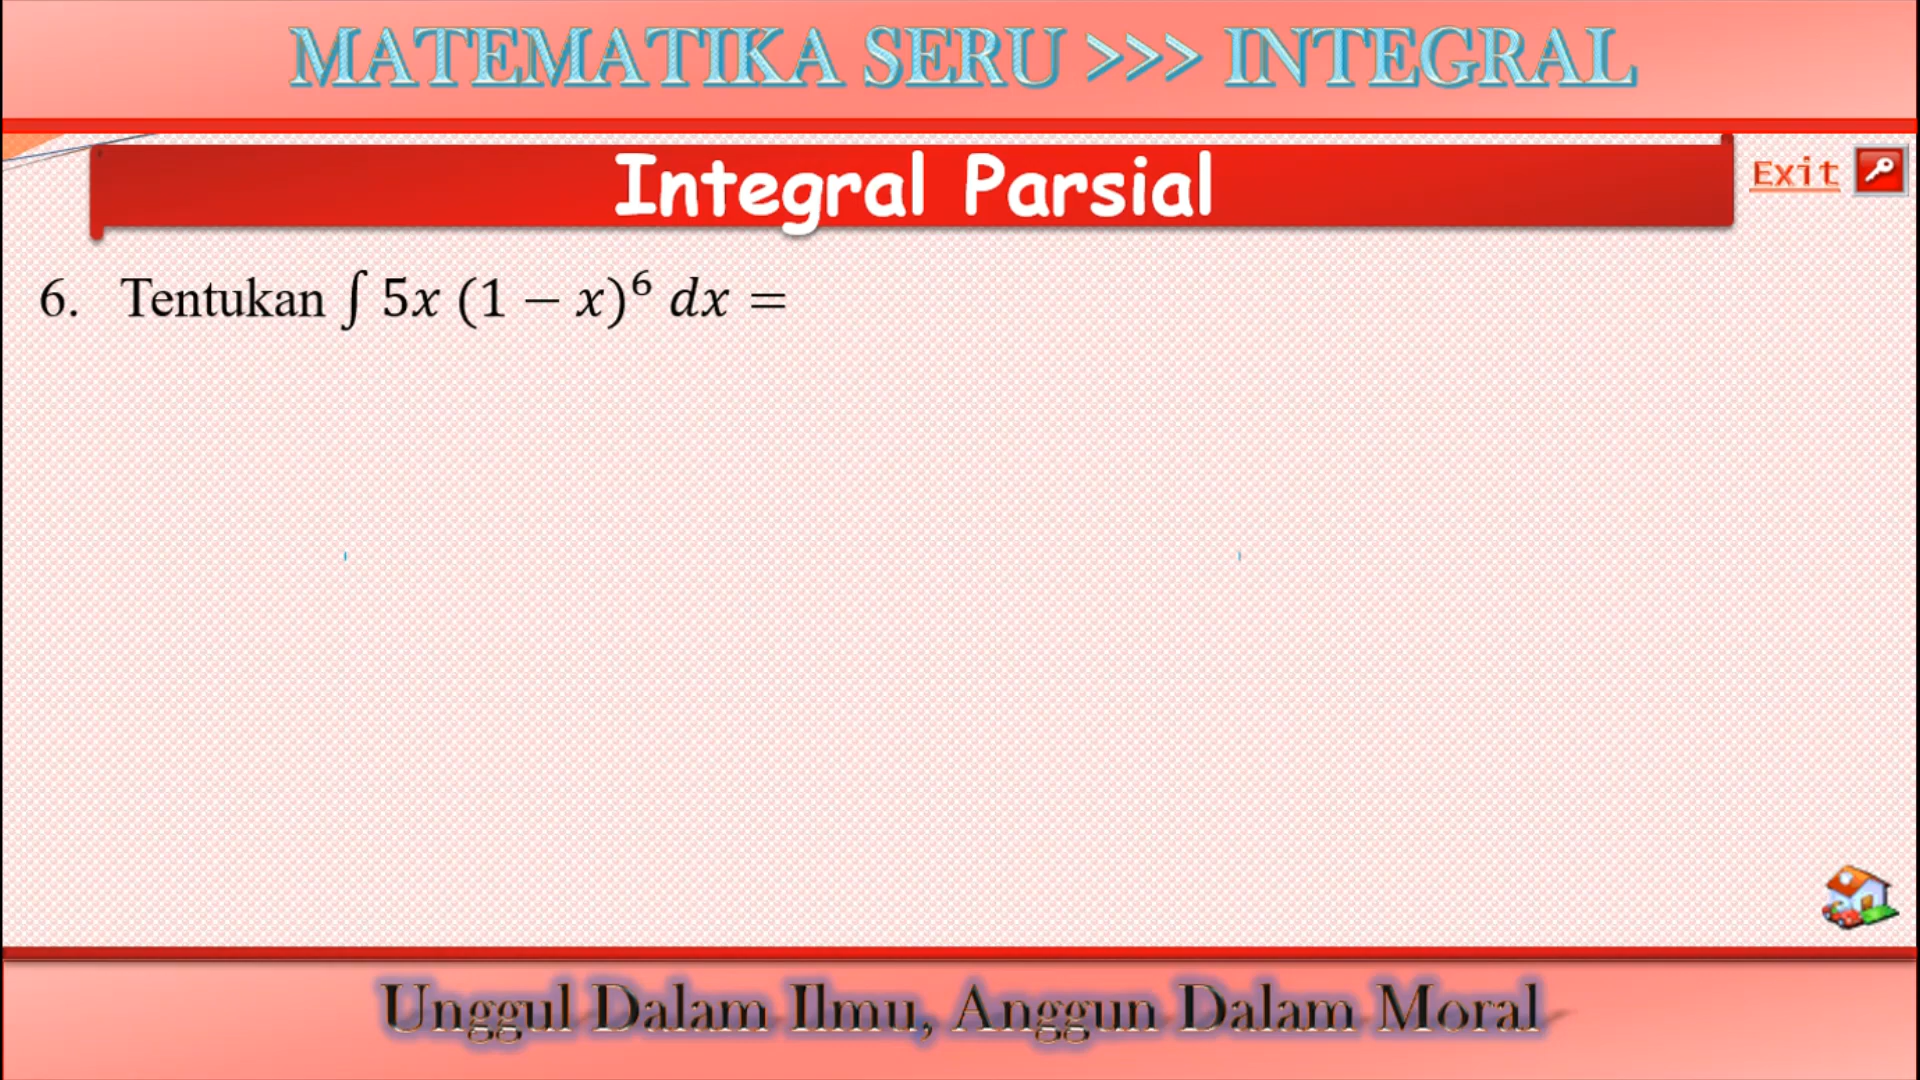 MATEMATIKA SERU >>> INTEGRAL
Integral Parsial
Exit
6. Tentukan ∫ 5x (1 − x)⁶ dx =
Unggul Dalam Ilmu, Anggun Dalam Moral